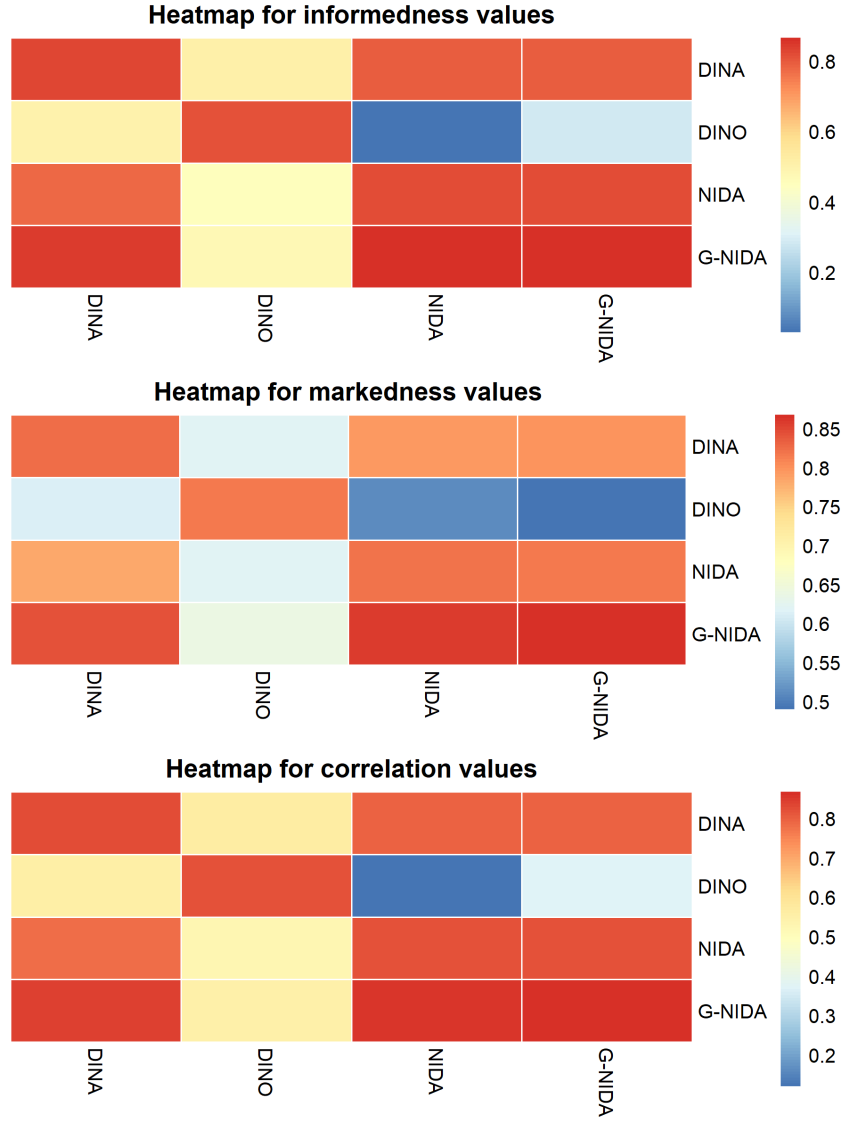 Heatmap for informedness values
DINA
DINO
NIDA
G-NIDA
0.8
0.6
0.4
0.2
DINA
DINO
NIDA
G-NIDA
Heatmap for markedness values
DINA
DINO
NIDA
G-NIDA
0.85
0.8
0.75
0.7
0.65
0.6
0.55
0.5
DINA
DINO
NIDA
G-NIDA
Heatmap for correlation values
DINA
DINO
NIDA
G-NIDA
0.8
0.7
0.6
0.5
0.4
0.3
0.2
DINA
DINO
NIDA
G-NIDA